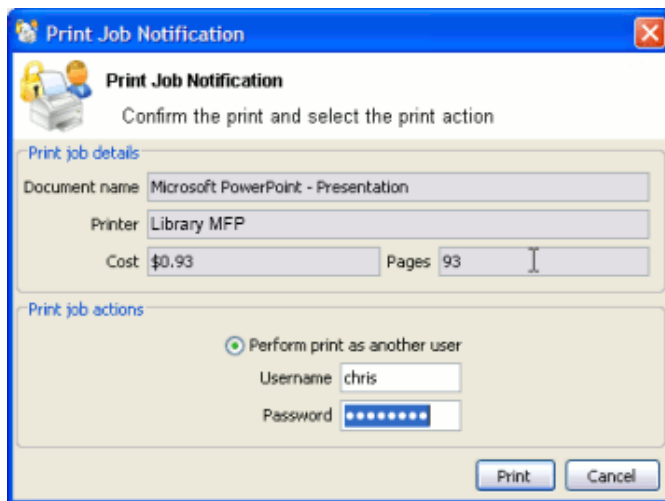 Print Job Notification
Print Job Notification
Confirm the print and select the print action
Print job details
Document name Microsoft PowerPoint - Presentation
Printer Library MFP
Cost $0.93 Pages 93
Print job actions
Perform print as another user
Username chris
Password ●●●●●●●●
Print Cancel